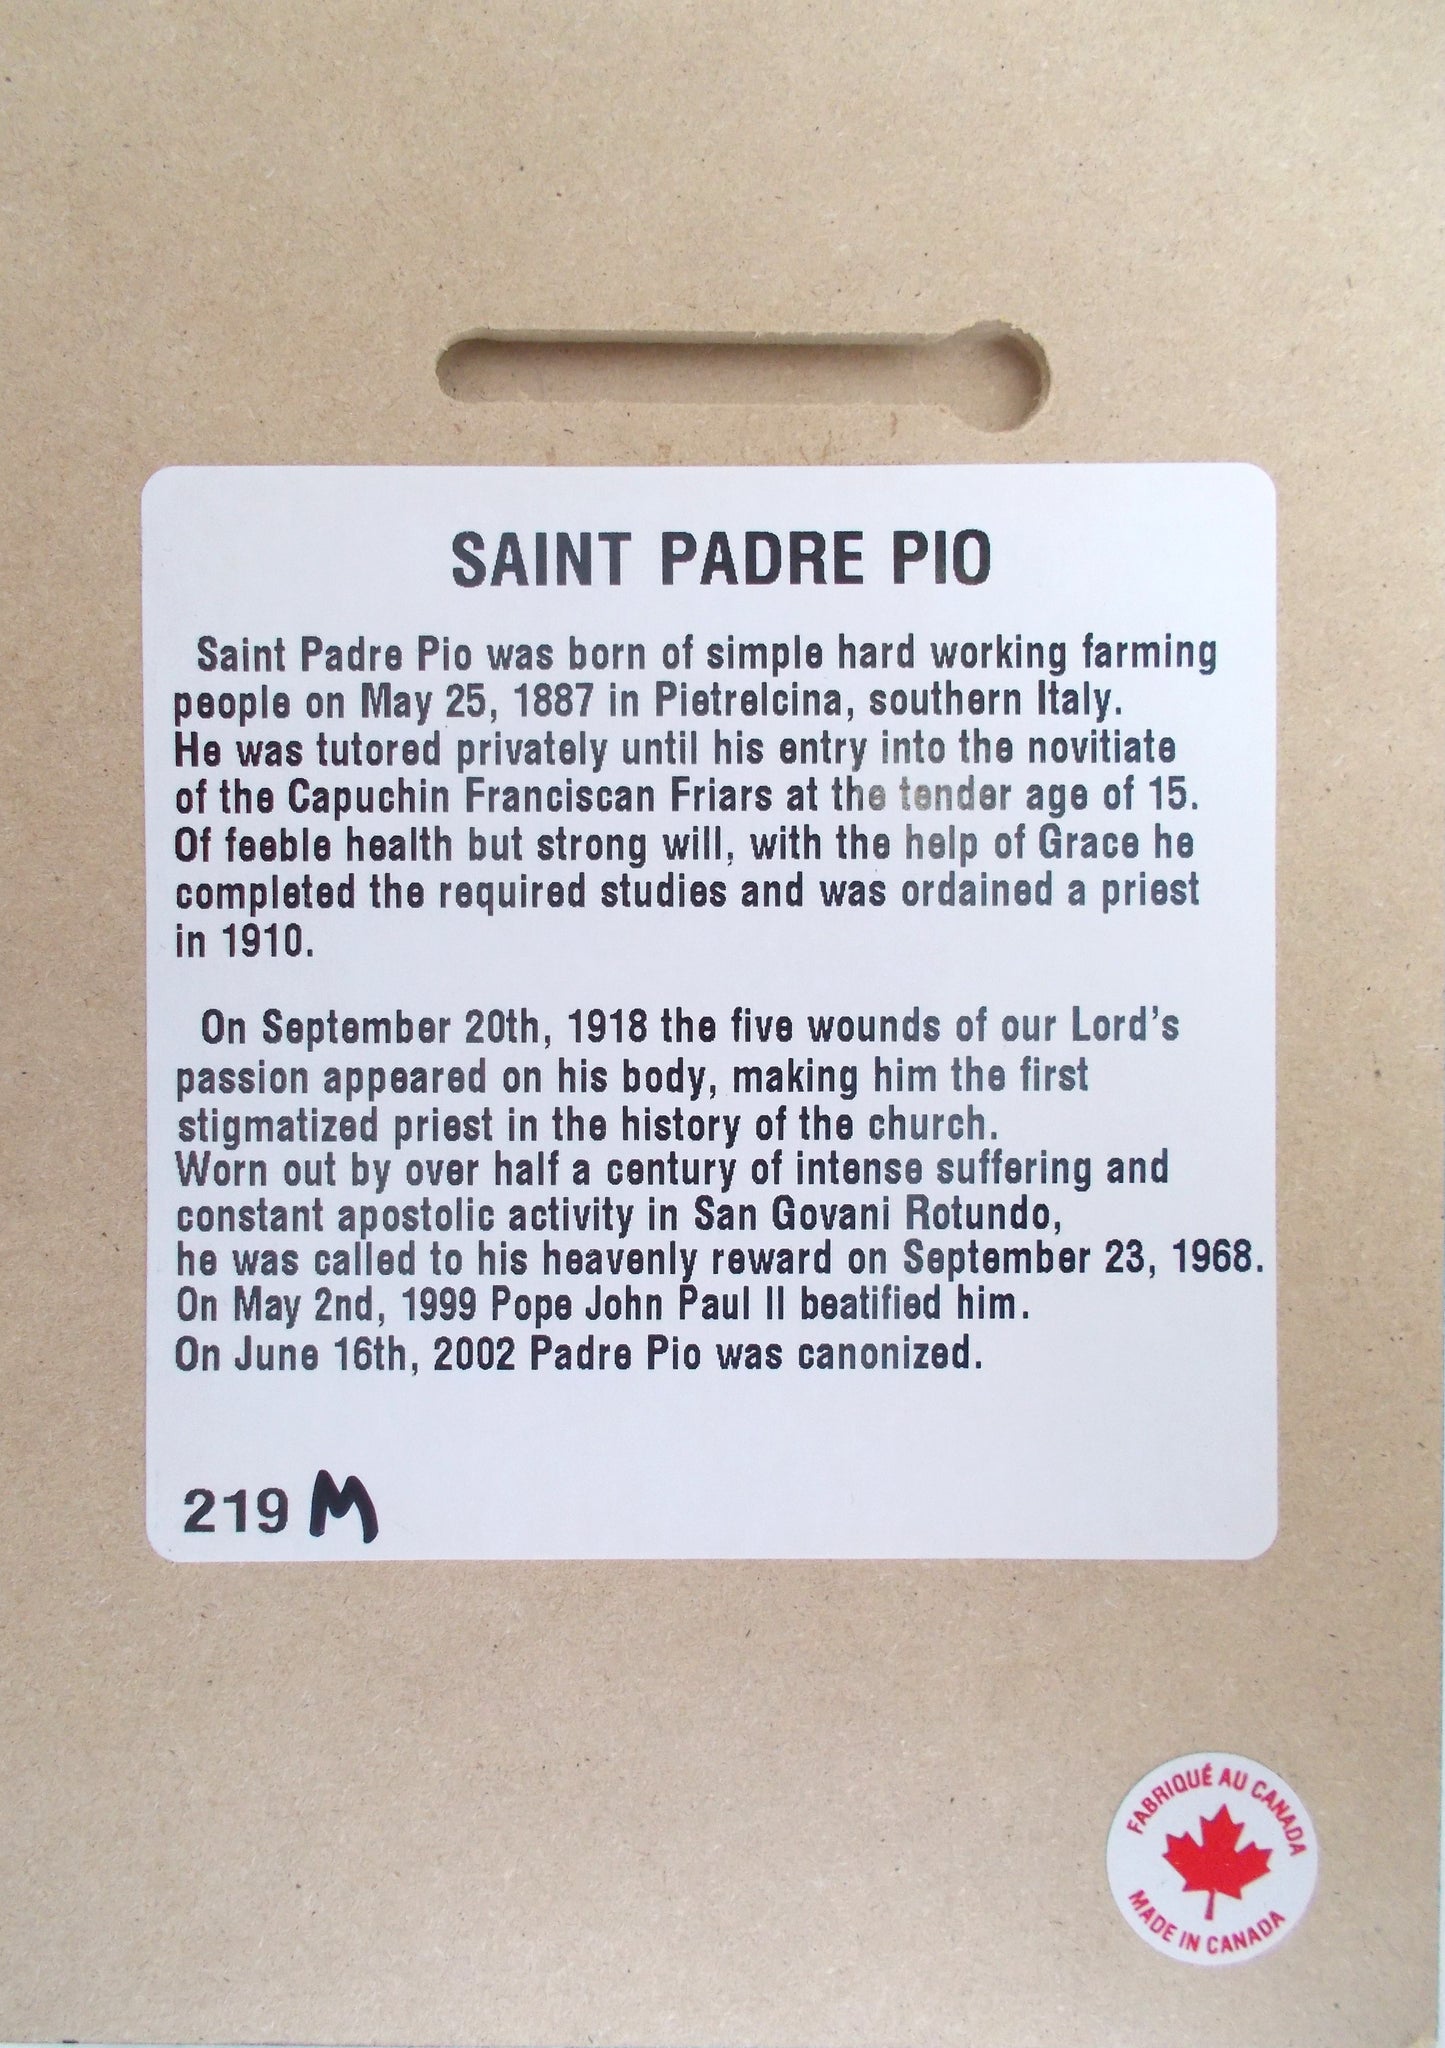 SAINT PADRE PIO
Saint Padre Pio was born of simple hard working farming
people on May 25, 1887 in Pietrelcina, southern Italy.
He was tutored privately until his entry into the novitiate
of the Capuchin Franciscan Friars at the tender age of 15.
Of feeble health but strong will, with the help of Grace he
completed the required studies and was ordained a priest
in 1910.
On September 20th, 1918 the five wounds of our Lord's
passion appeared on his body, making him the first
stigmatized priest in the history of the church.
Worn out by over half a century of intense suffering and
constant apostolic activity in San Govani Rotundo,
he was called to his heavenly reward on September 23, 1968.
On May 2nd, 1999 Pope John Paul II beatified him.
On June 16th, 2002 Padre Pio was canonized.
219 M
FABRIQUÉ AU CANADA
MADE IN CANADA